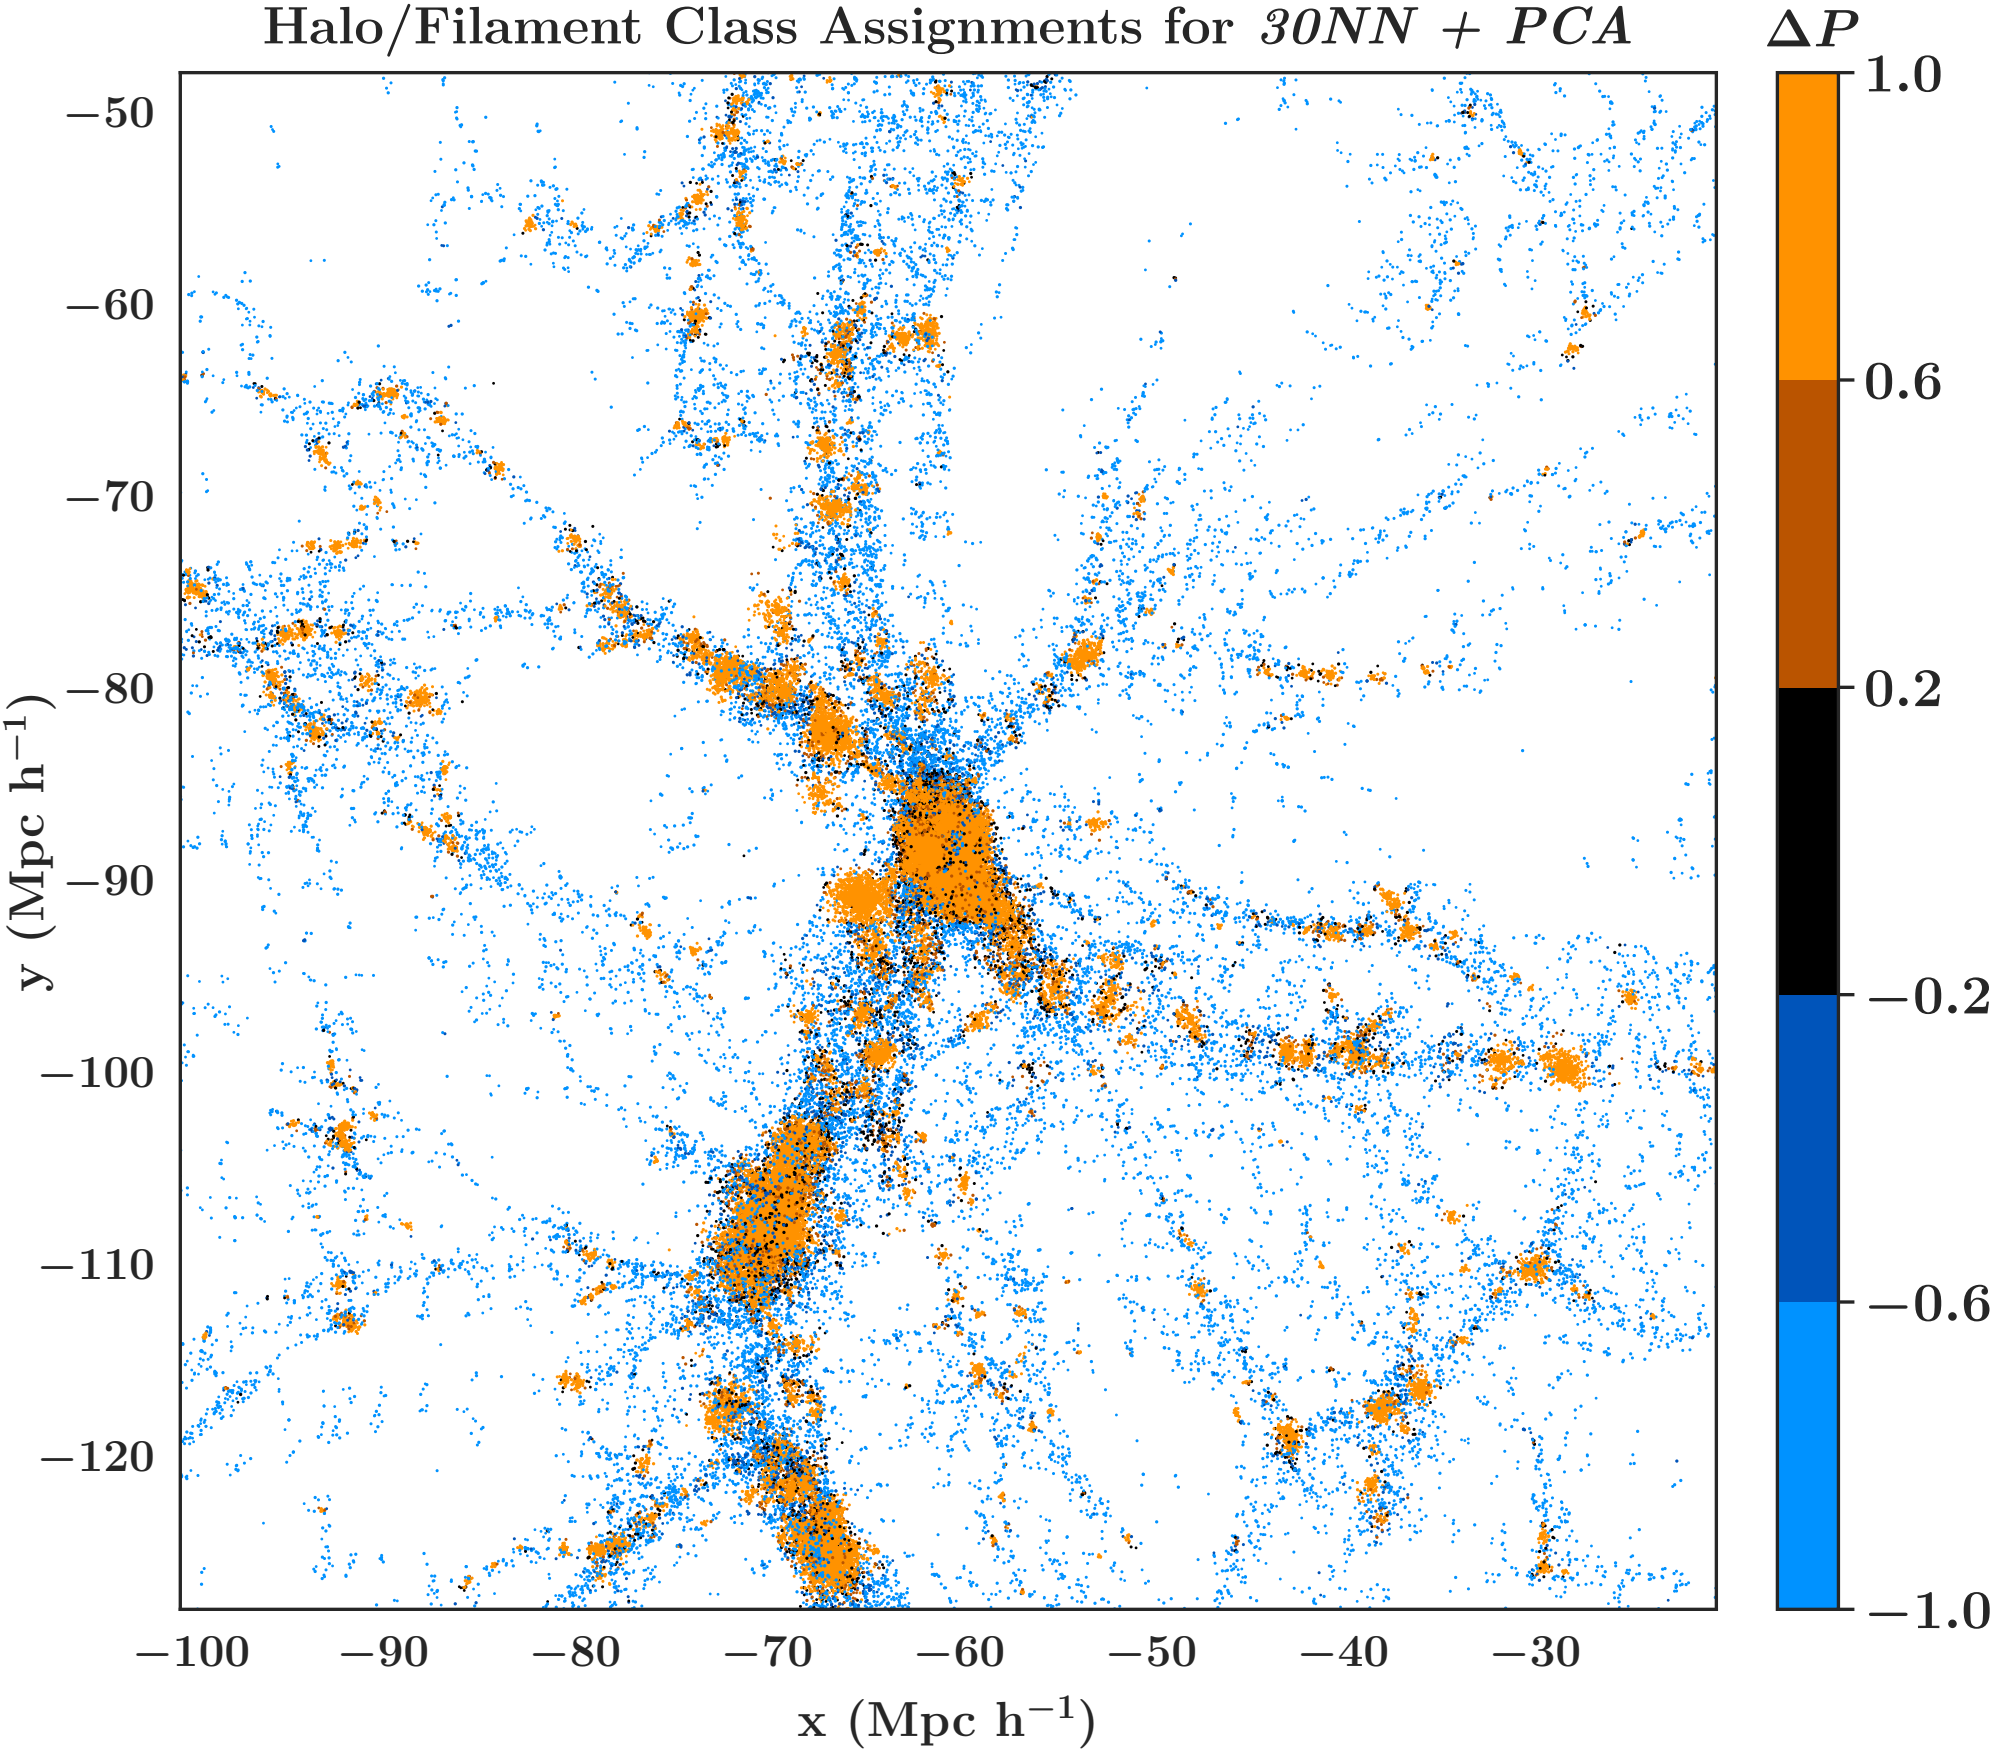 Halo/Filament Class Assignments for 30NN + PCA
ΔP
1.0
0.6
0.2
−0.2
−0.6
−1.0
y (Mpc h⁻¹)
−50
−60
−70
−80
−90
−100
−110
−120
−100 −90 −80 −70 −60 −50 −40 −30
x (Mpc h⁻¹)